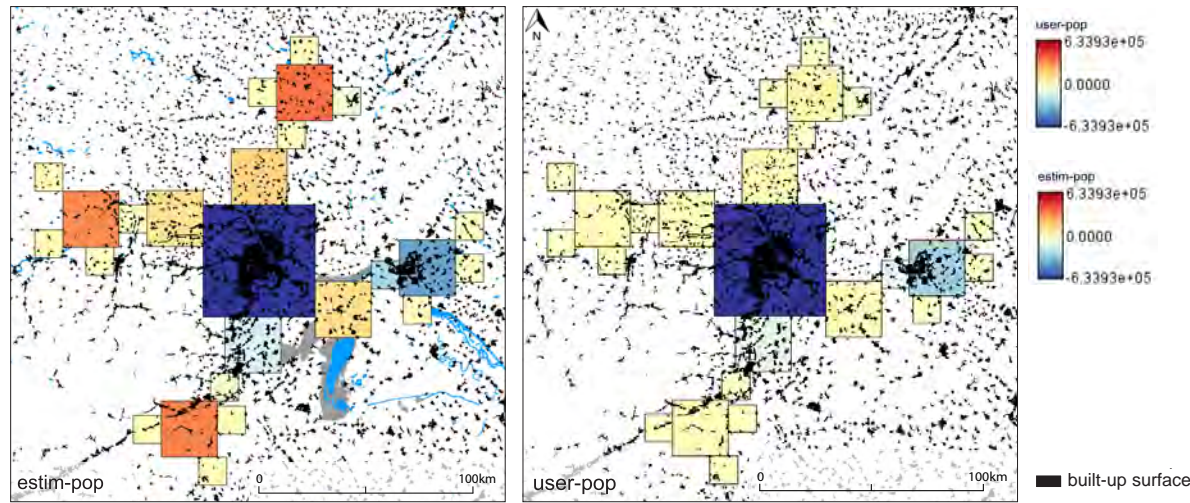 estim-pop
0
100km
N
user-pop
0
100km
user-pop
6.3393e+05
0.0000
-6.3393e+05
estim-pop
6.3393e+05
0.0000
-6.3393e+05
built-up surface